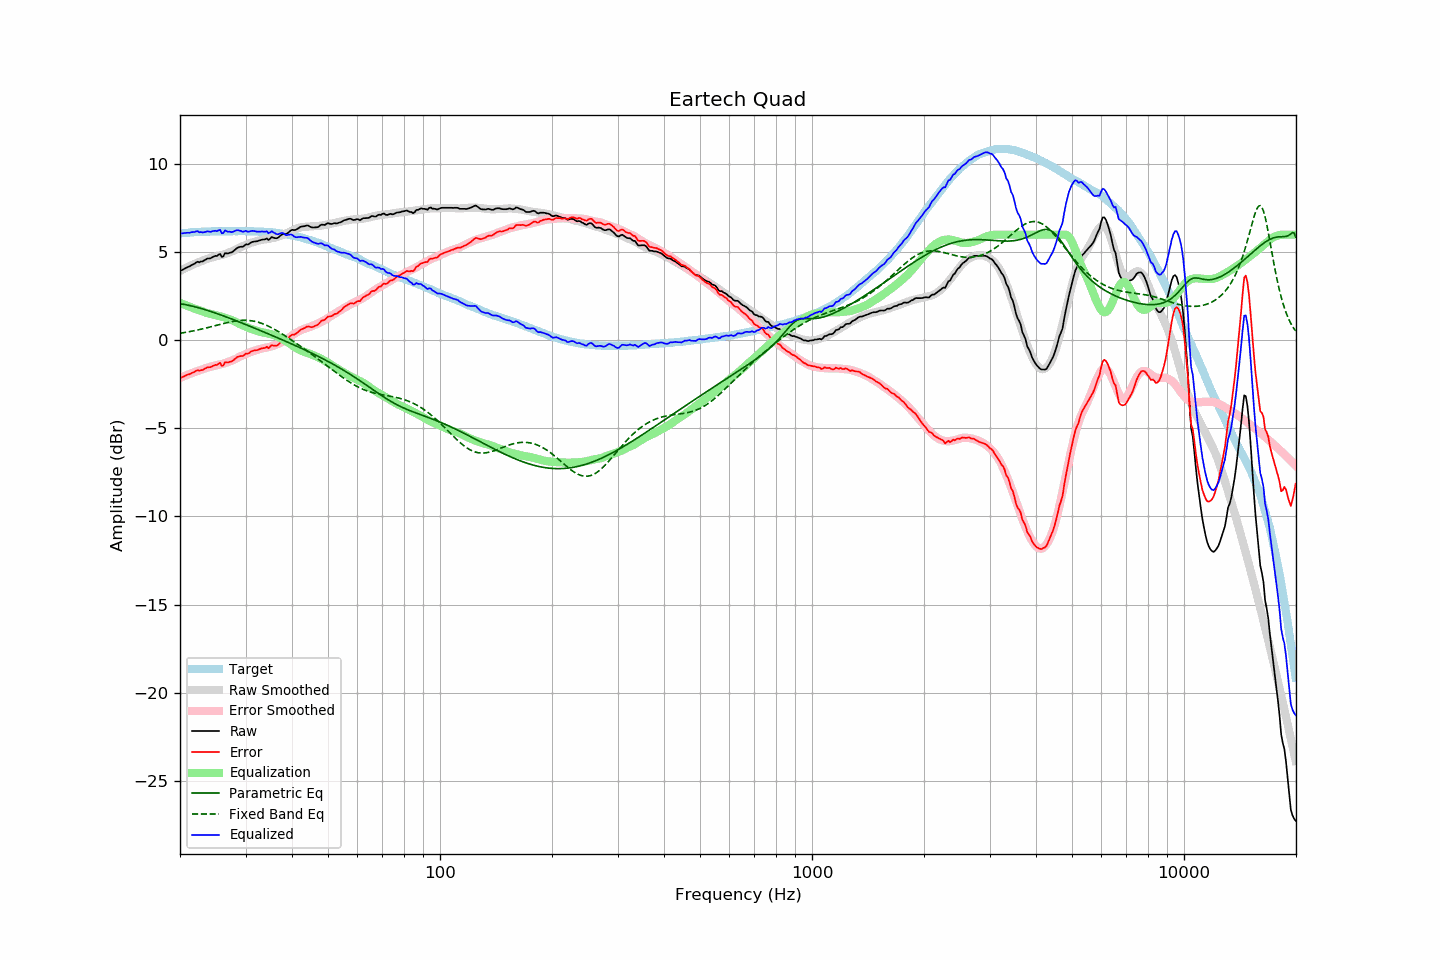 Eartech Quad
10
5
0
−5
−10
−15
−20
−25
Amplitude (dBr)
100
1000
10000
Frequency (Hz)
Target
Raw Smoothed
Error Smoothed
Raw
Error
Equalization
Parametric Eq
Fixed Band Eq
Equalized